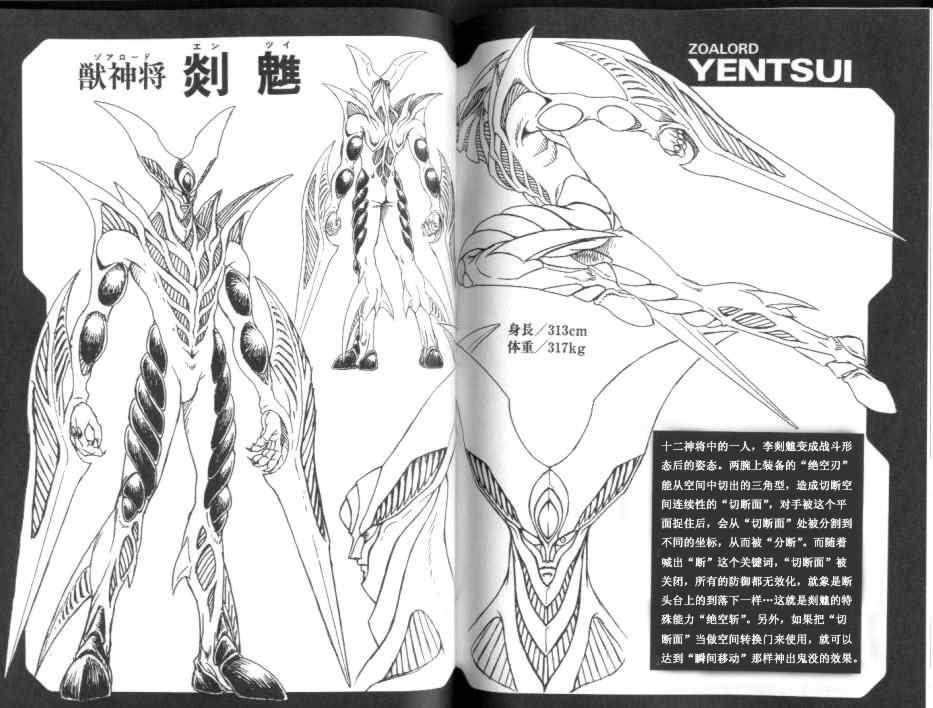 ゾアロード エン ツイ
獣神将 剡魋
ZOALORD
YENTSUI
身長／313cm
体重／317kg
十二神将中的一人，李剡魋变成战斗形
态后的姿态。两腕上装备的“绝空刃”
能从空间中切出的三角型，造成切断空
间连续性的“切断面”，对手被这个平
面捉住后，会从“切断面”处被分割到
不同的坐标，从而被“分断”。而随着
喊出“断”这个关键词，“切断面”被
关闭，所有的防御都无效化，就象是断
头台上的到落下一样…这就是剡魋的特
殊能力“绝空斩”。另外，如果把“切
断面”当做空间转换门来使用，就可以
达到“瞬间移动”那样神出鬼没的效果。